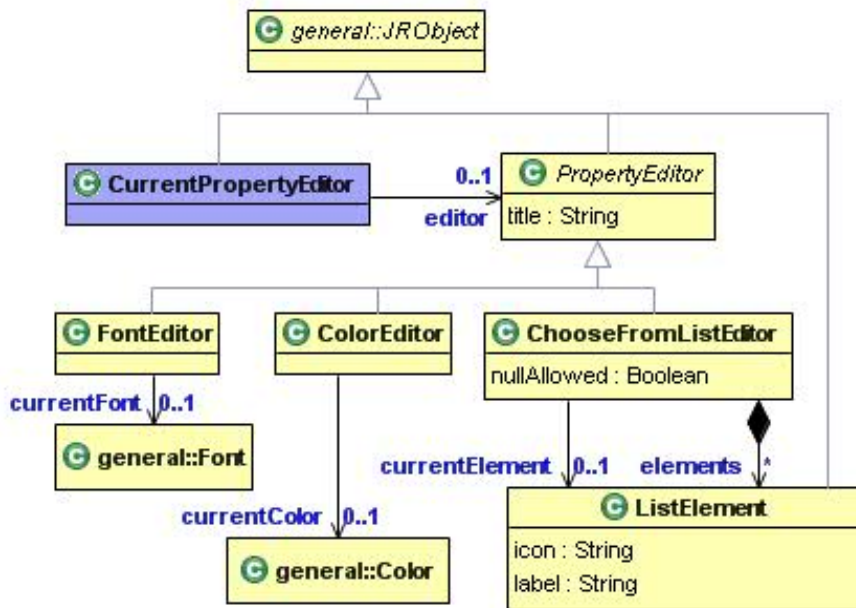 C general::JRObject
C CurrentPropertyEditor
0..1
editor
C PropertyEditor
title : String
C FontEditor
C ColorEditor
C ChooseFromListEditor
nullAllowed : Boolean
currentFont 0..1
C general::Font
currentElement 0..1
elements *
currentColor 0..1
C general::Color
C ListElement
icon : String
label : String